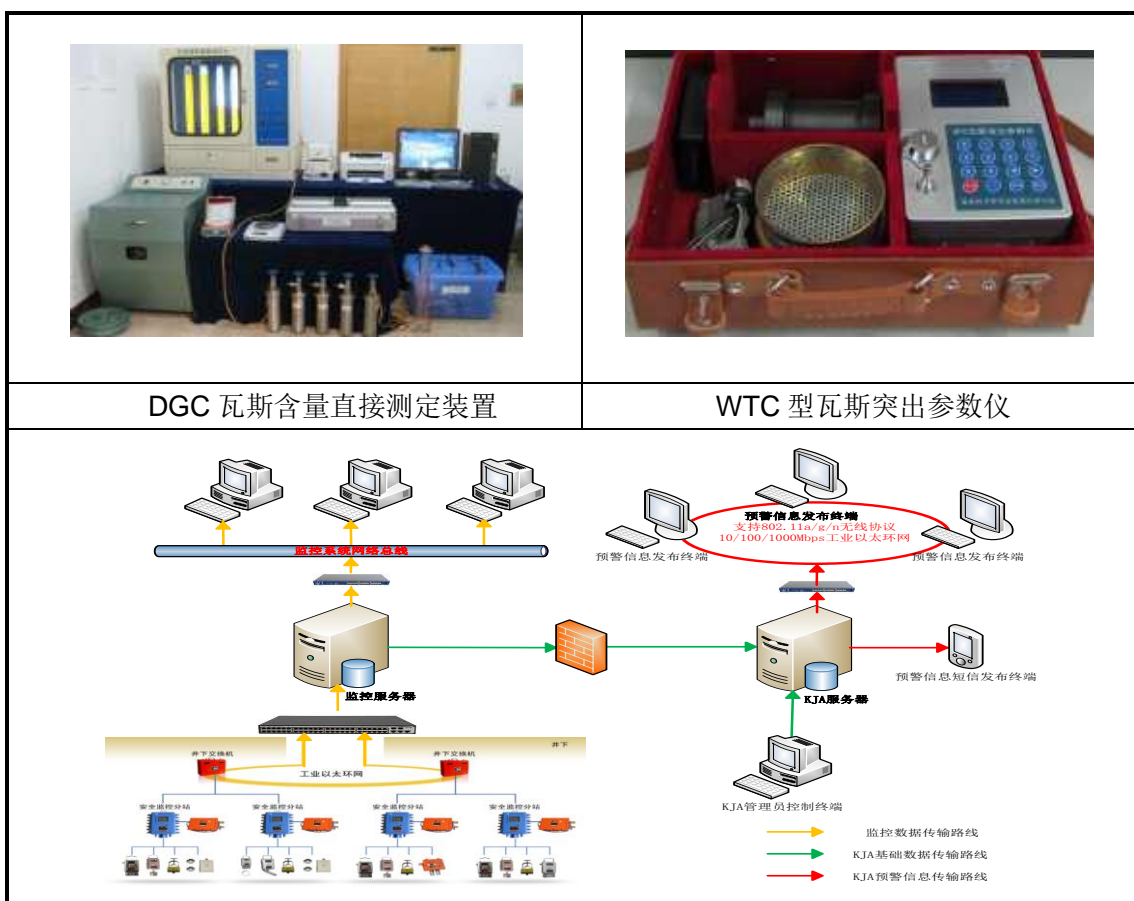 DGC 瓦斯含量直接测定装置
WTC 型瓦斯突出参数仪
监控系统网络总线
预警信息发布终端
支持802.11a/g/n无线协议
10/100/1000Mbps工业以太环网
预警信息发布终端
预警信息发布终端
监控服务器
KJA服务器
预警信息短信发布终端
井下
井下交换机
井下交换机
工业以太环网
安全监控分站
安全监控分站
安全监控分站
安全监控分站
KJA管理员控制终端
监控数据传输路线
KJA基础数据传输路线
KJA预警信息传输路线